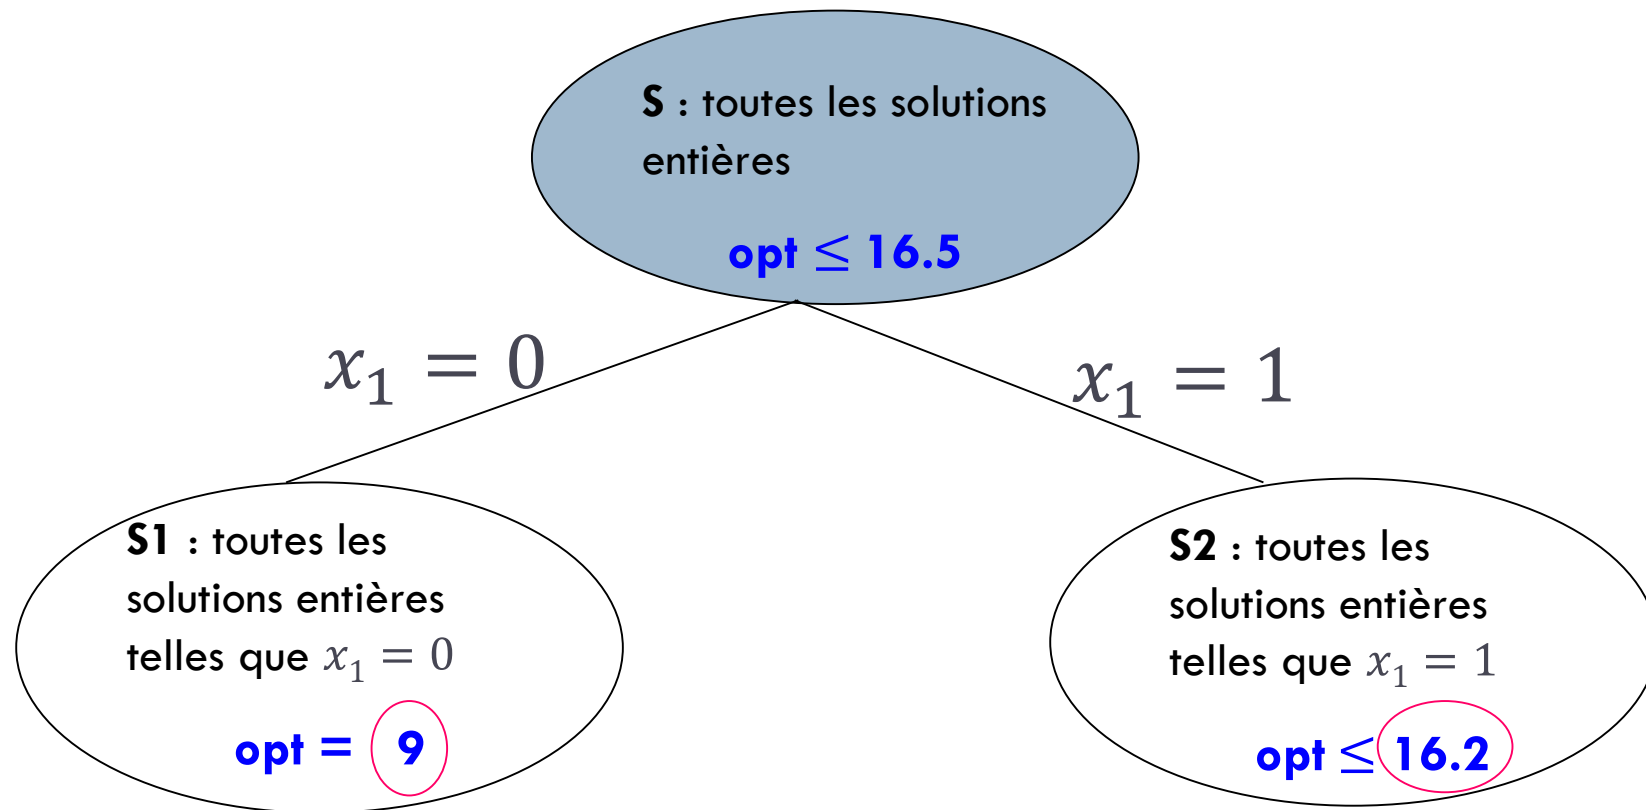 S : toutes les solutions
entières
opt ≤ 16.5
x₁ = 0
x₁ = 1
S1 : toutes les
solutions entières
telles que x₁ = 0
opt = 9
S2 : toutes les
solutions entières
telles que x₁ = 1
opt ≤ 16.2